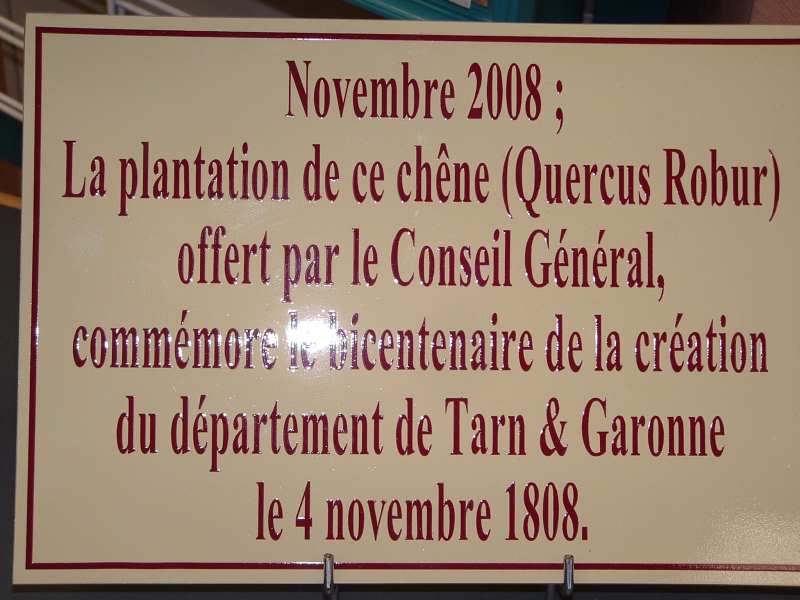 Novembre 2008 ;
La plantation de ce chêne (Quercus Robur)
offert par le Conseil Général,
commémore le bicentenaire de la création
du département de Tarn & Garonne
le 4 novembre 1808.